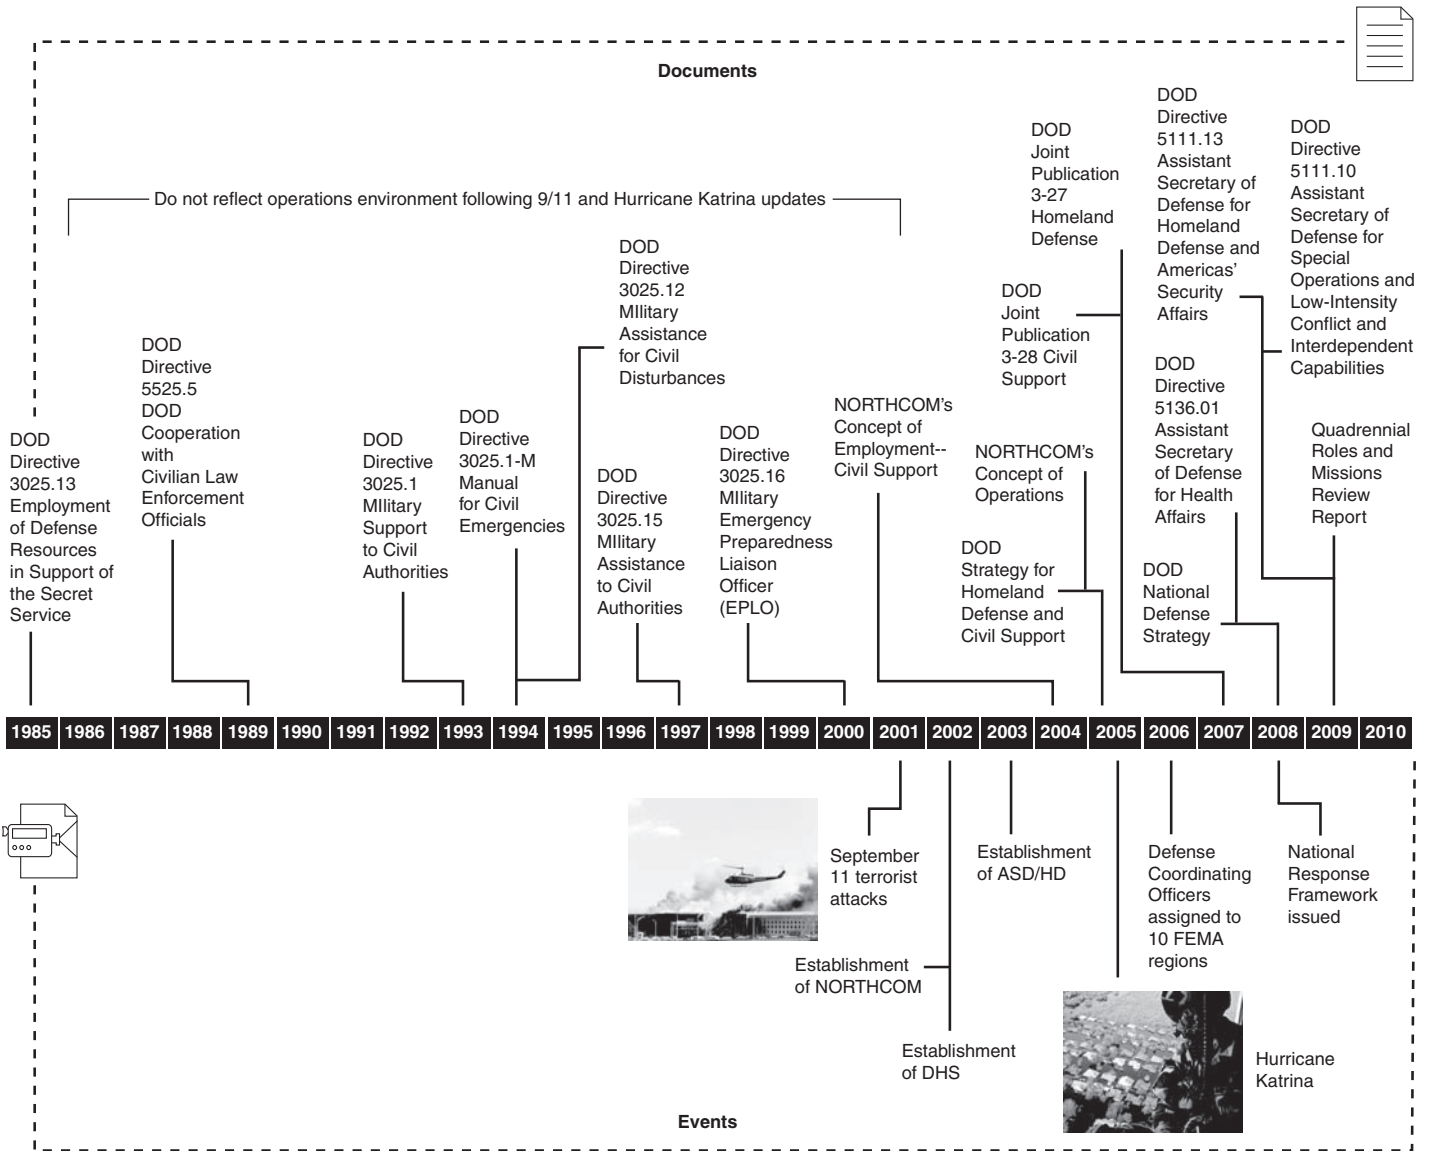 Documents
Do not reflect operations environment following 9/11 and Hurricane Katrina updates
DOD
Directive
3025.13
Employment
of Defense
Resources
in Support of
the Secret
Service
DOD
Directive
5525.5
DOD
Cooperation
with
Civilian Law
Enforcement
Officials
DOD
Directive
3025.1
MIlitary
Support
to Civil
Authorities
DOD
Directive
3025.1-M
Manual
for Civil
Emergencies
DOD
Directive
3025.12
MIlitary
Assistance
for Civil
Disturbances
DOD
Directive
3025.15
MIlitary
Assistance
to Civil
Authorities
DOD
Directive
3025.16
MIlitary
Emergency
Preparedness
Liaison
Officer
(EPLO)
NORTHCOM's
Concept of
Employment--
Civil Support
DOD
Strategy for
Homeland
Defense and
Civil Support
NORTHCOM's
Concept of
Operations
DOD
Joint
Publication
3-28 Civil
Support
DOD
Joint
Publication
3-27
Homeland
Defense
DOD
National
Defense
Strategy
DOD
Directive
5136.01
Assistant
Secretary
of Defense
for Health
Affairs
DOD
Directive
5111.13
Assistant
Secretary of
Defense for
Homeland
Defense and
Americas'
Security
Affairs
DOD
Directive
5111.10
Assistant
Secretary of
Defense for
Special
Operations and
Low-Intensity
Conflict and
Interdependent
Capabilities
Quadrennial
Roles and
Missions
Review
Report
1985 1986 1987 1988 1989 1990 1991 1992 1993 1994 1995 1996 1997 1998 1999 2000 2001 2002 2003 2004 2005 2006 2007 2008 2009 2010
September
11 terrorist
attacks
Establishment
of NORTHCOM
Establishment
of DHS
Establishment
of ASD/HD
Hurricane
Katrina
Defense
Coordinating
Officers
assigned to
10 FEMA
regions
National
Response
Framework
issued
Events